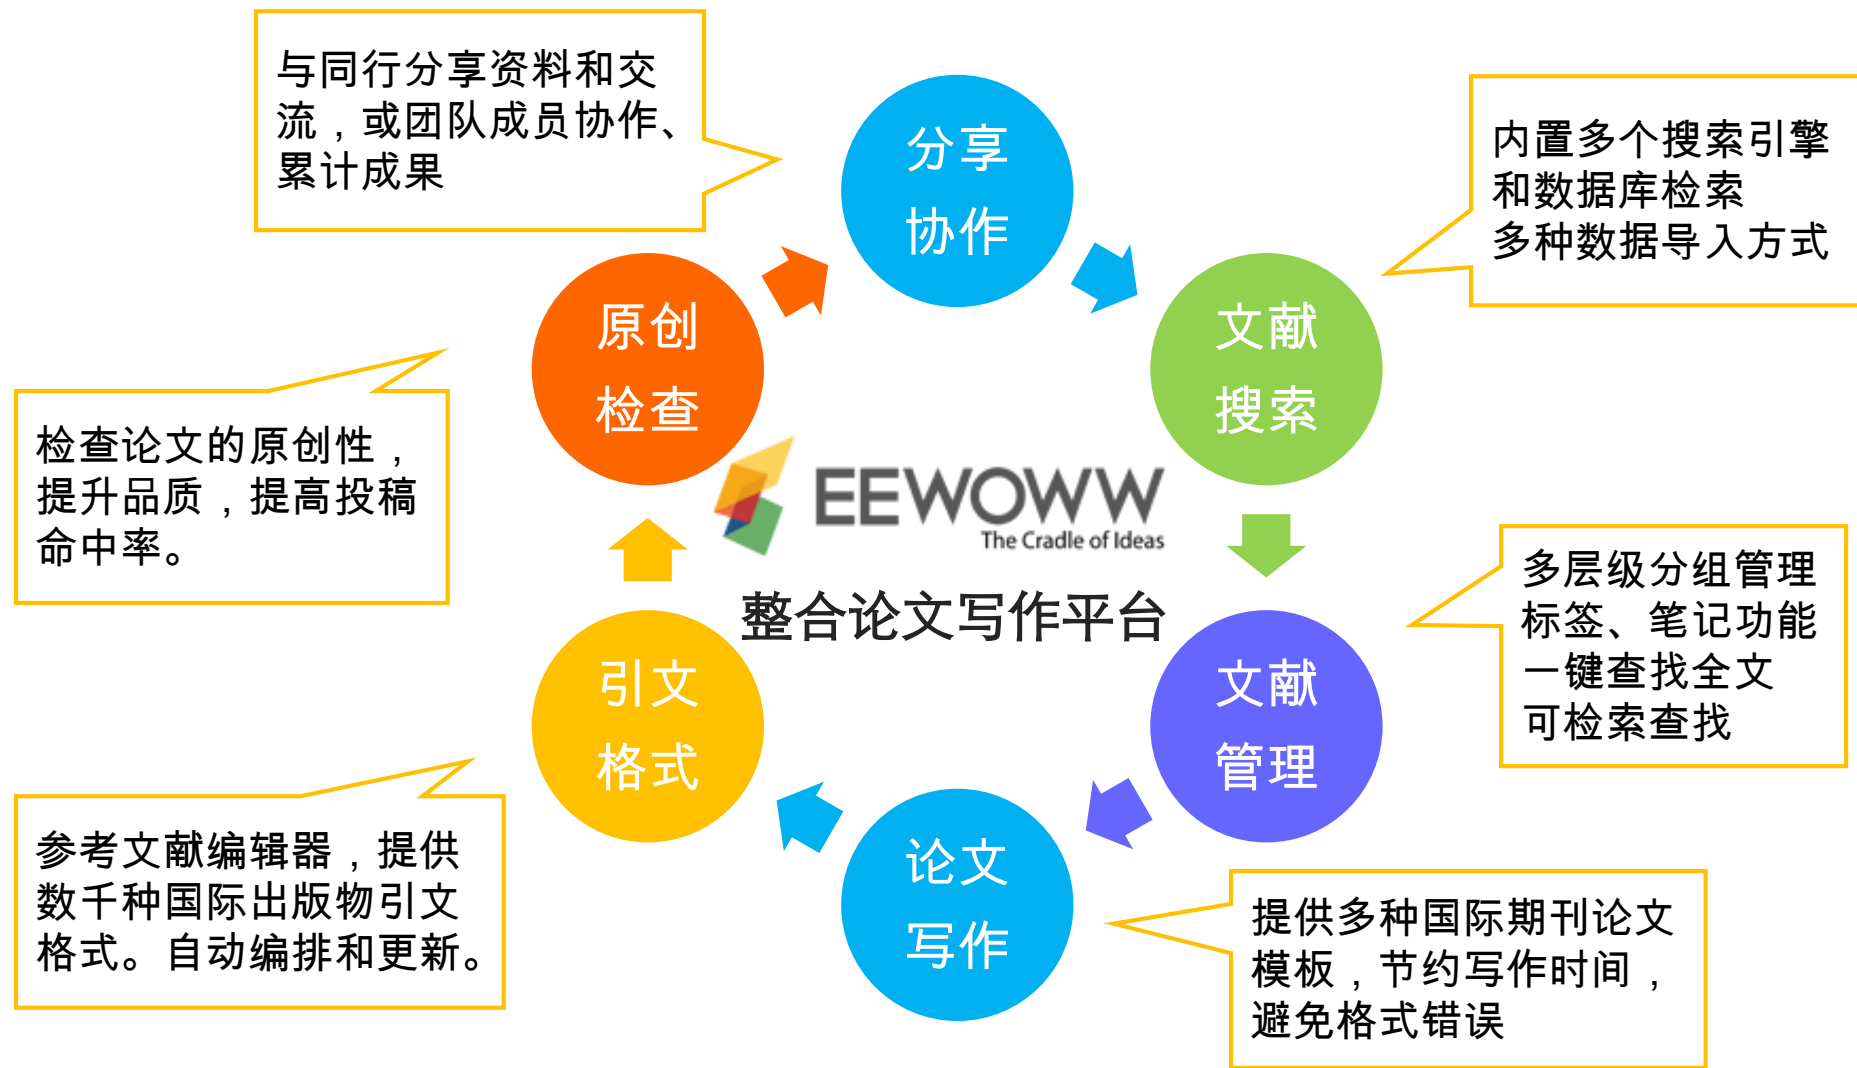 与同行分享资料和交
流，或团队成员协作、
累计成果
分享
协作
内置多个搜索引擎
和数据库检索
多种数据导入方式
原创
检查
文献
搜索
检查论文的原创性，
提升品质，提高投稿
命中率。
EEWOWW
The Cradle of Ideas
整合论文写作平台
多层级分组管理
标签、笔记功能
一键查找全文
可检索查找
引文
格式
文献
管理
参考文献编辑器，提供
数千种国际出版物引文
格式。自动编排和更新。
论文
写作
提供多种国际期刊论文
模板，节约写作时间，
避免格式错误